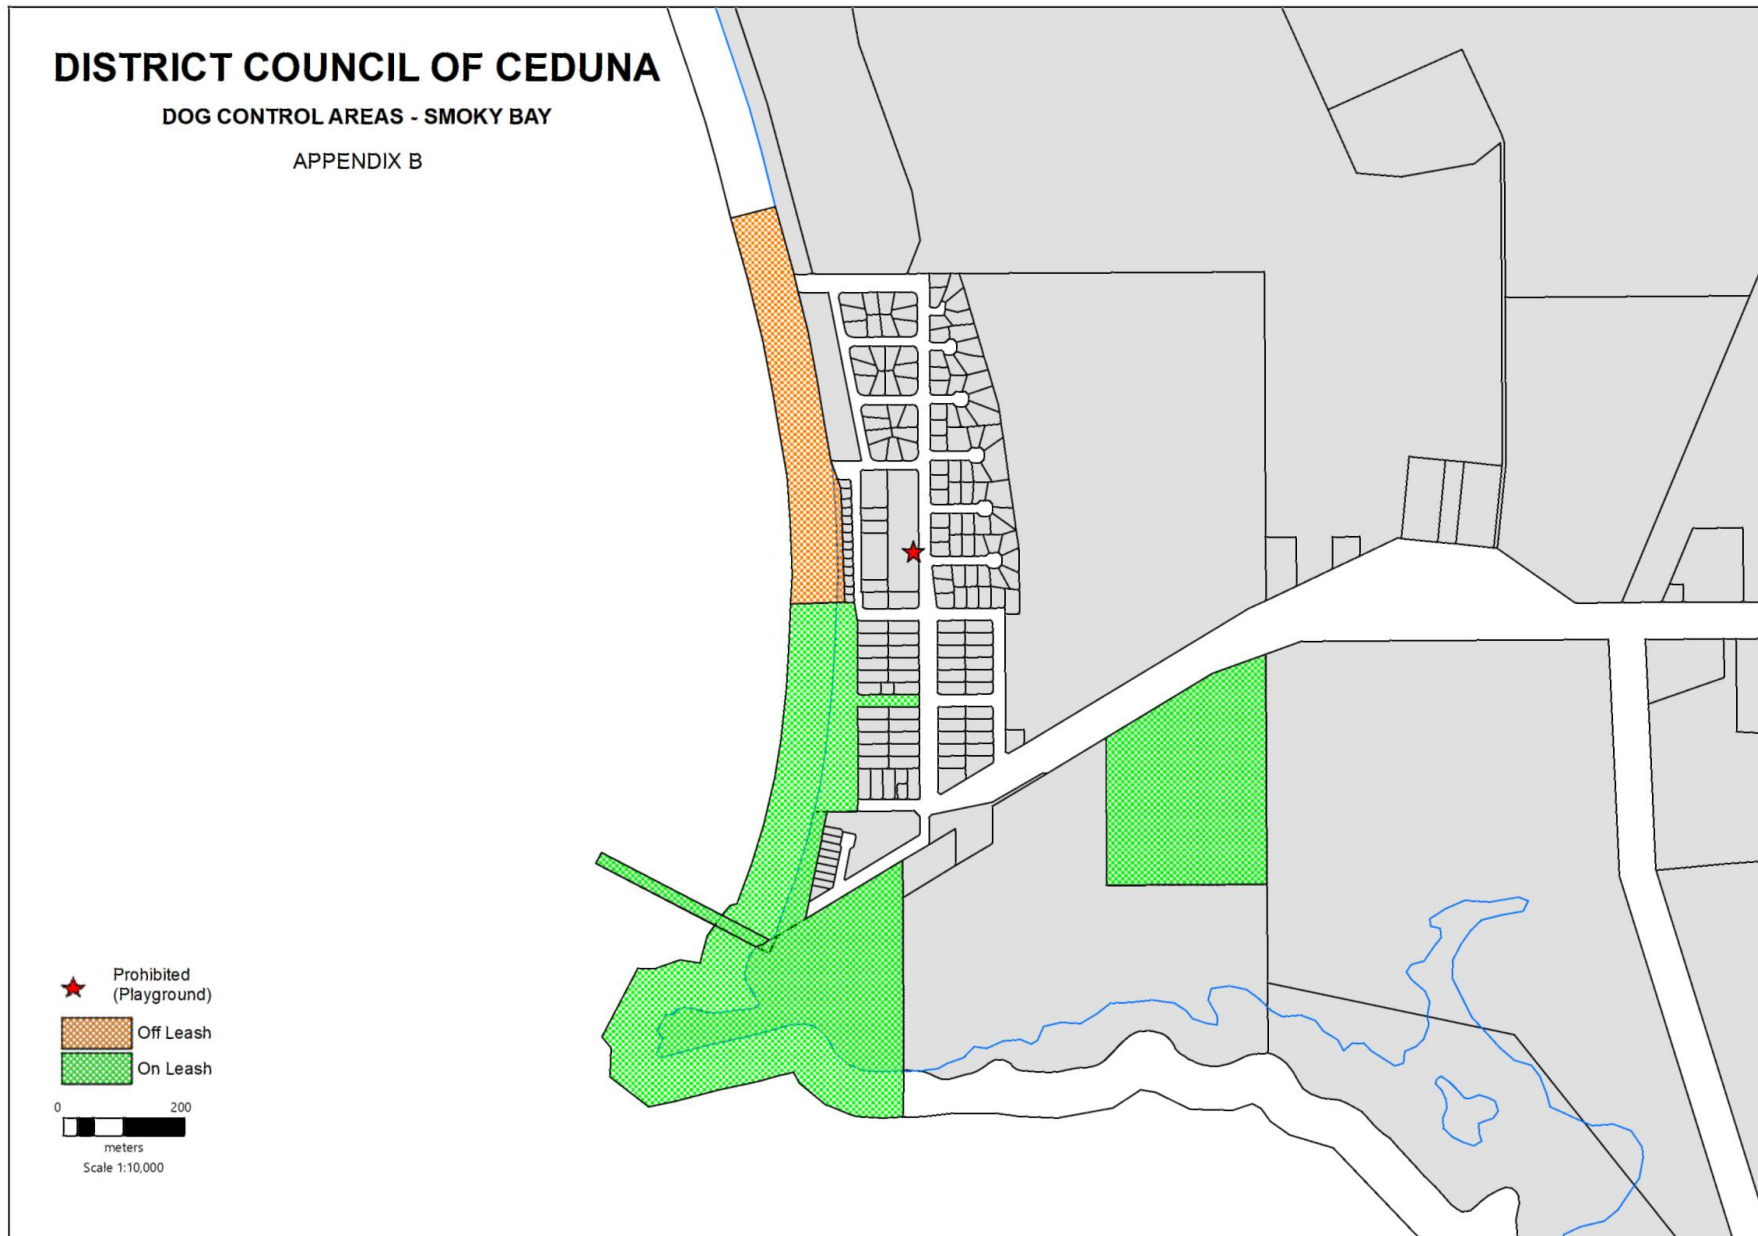 DISTRICT COUNCIL OF CEDUNA
DOG CONTROL AREAS - SMOKY BAY
APPENDIX B
Prohibited
(Playground)
Off Leash
On Leash
0 200
meters
Scale 1:10,000